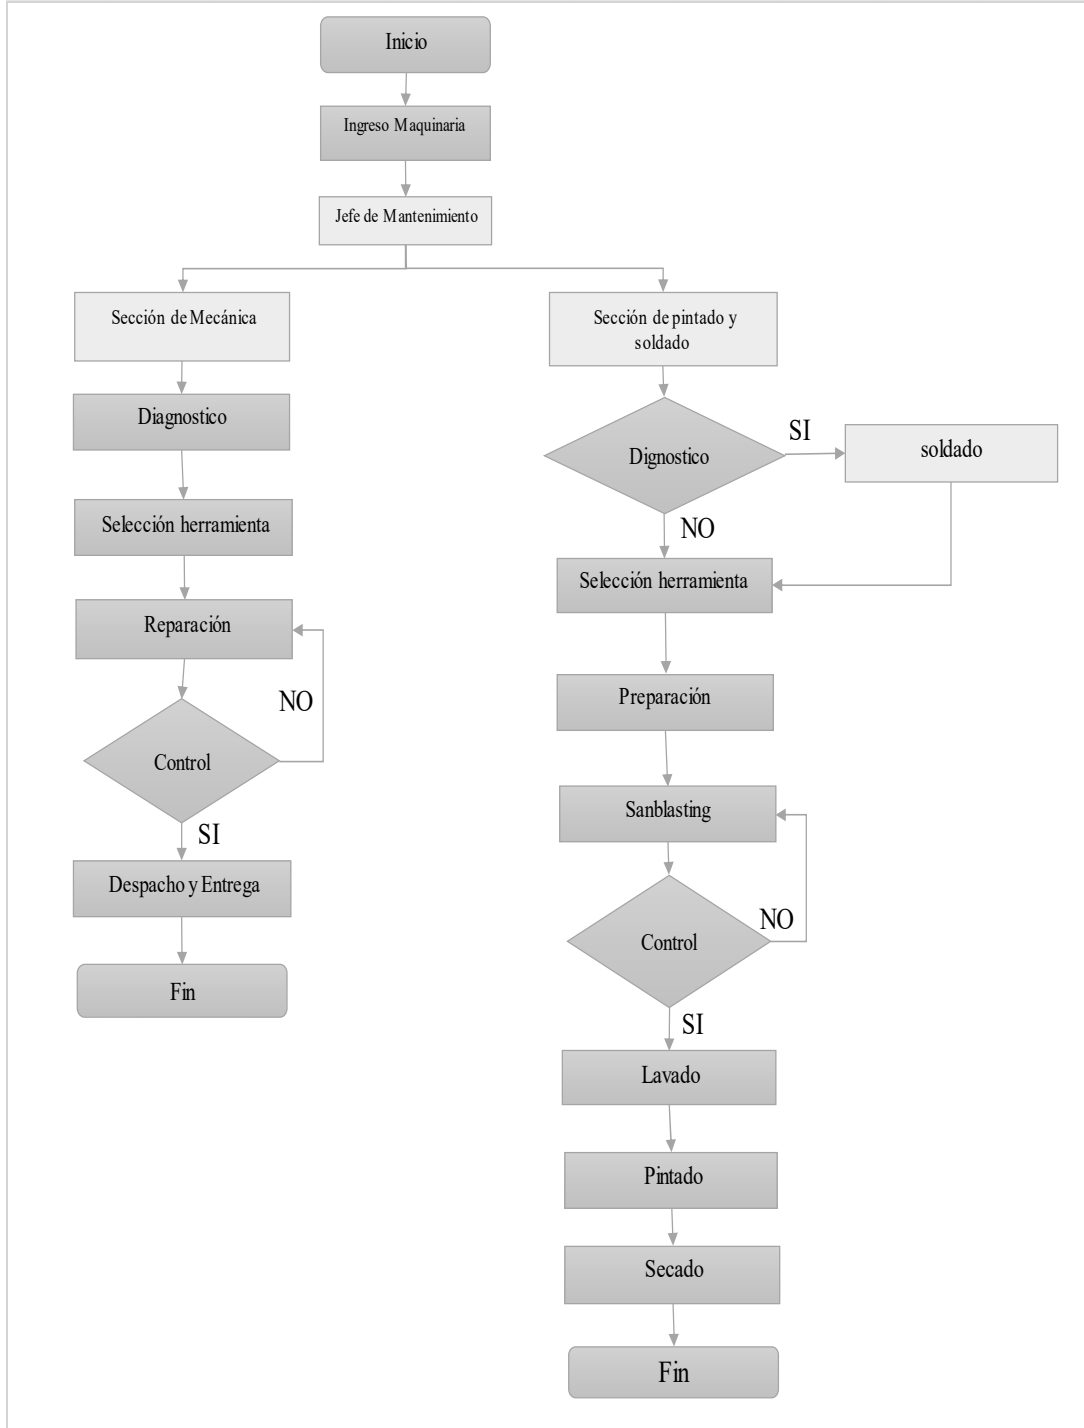 Inicio
Ingreso Maquinaria
Jefe de Mantenimiento
Sección de Mecánica
Diagnostico
Selección herramienta
Reparación
NO
Control
SI
Despacho y Entrega
Fin
Sección de pintado y
soldado
Dignostico
SI
soldado
NO
Selección herramienta
Preparación
Sanblasting
NO
Control
SI
Lavado
Pintado
Secado
Fin